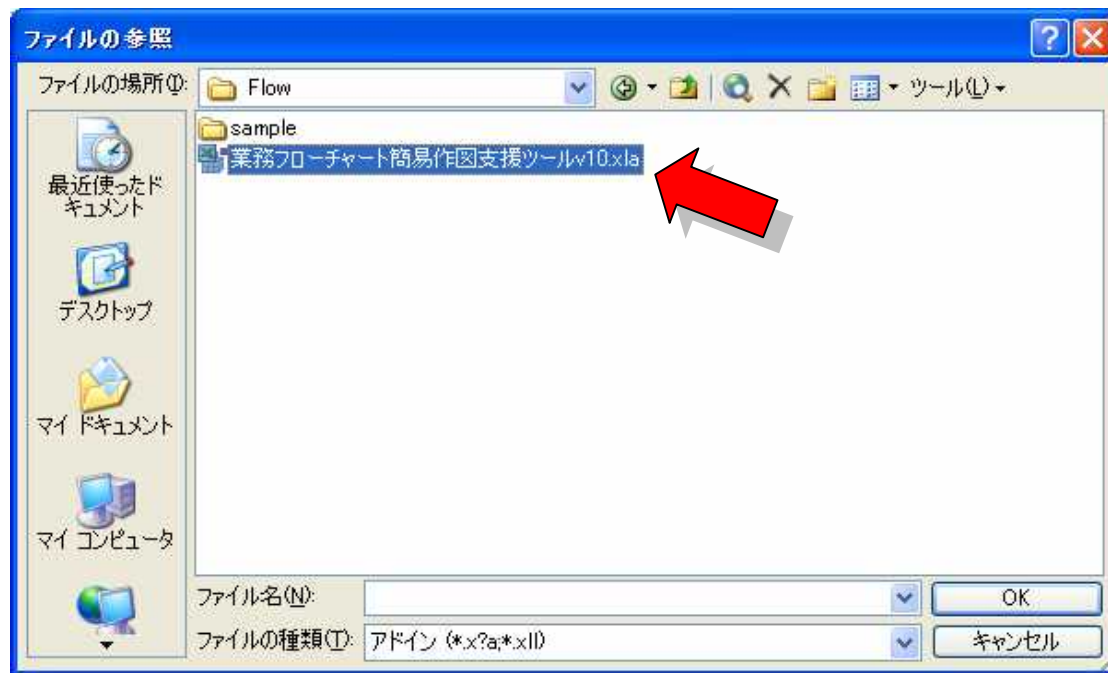 ファイルの参照
ファイルの場所(I):
Flow
ツール(L)
sample
業務フローチャート簡易作図支援ツールv10.xla
最近使ったド
キュメント
デスクトップ
マイ ドキュメント
マイ コンピュータ
ファイル名(N):
OK
ファイルの種類(T):
アドイン (*.x?a;*.xll)
キャンセル